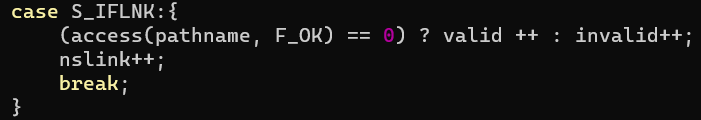 case S_IFLNK:{
    (access(pathname, F_OK) == 0) ? valid ++ : invalid++;
    nslink++;
    break;
}